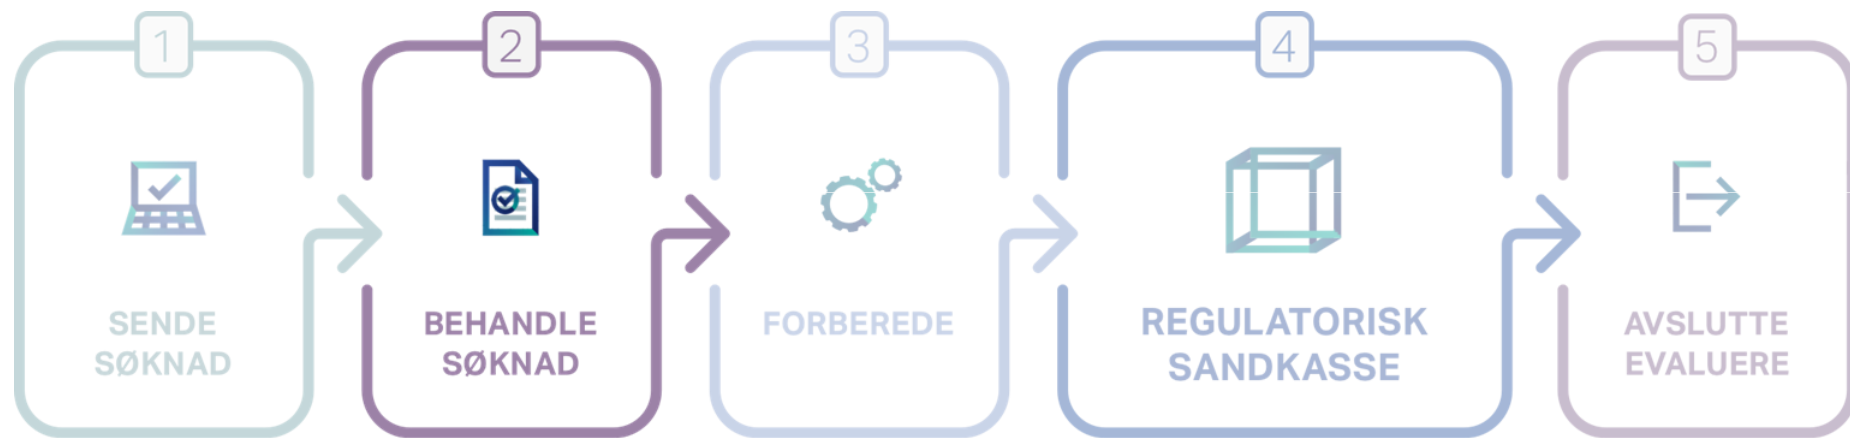 1
SENDE
SØKNAD
2
BEHANDLE
SØKNAD
3
FORBEREDE
4
REGULATORISK
SANDKASSE
5
AVSLUTTE
EVALUERE